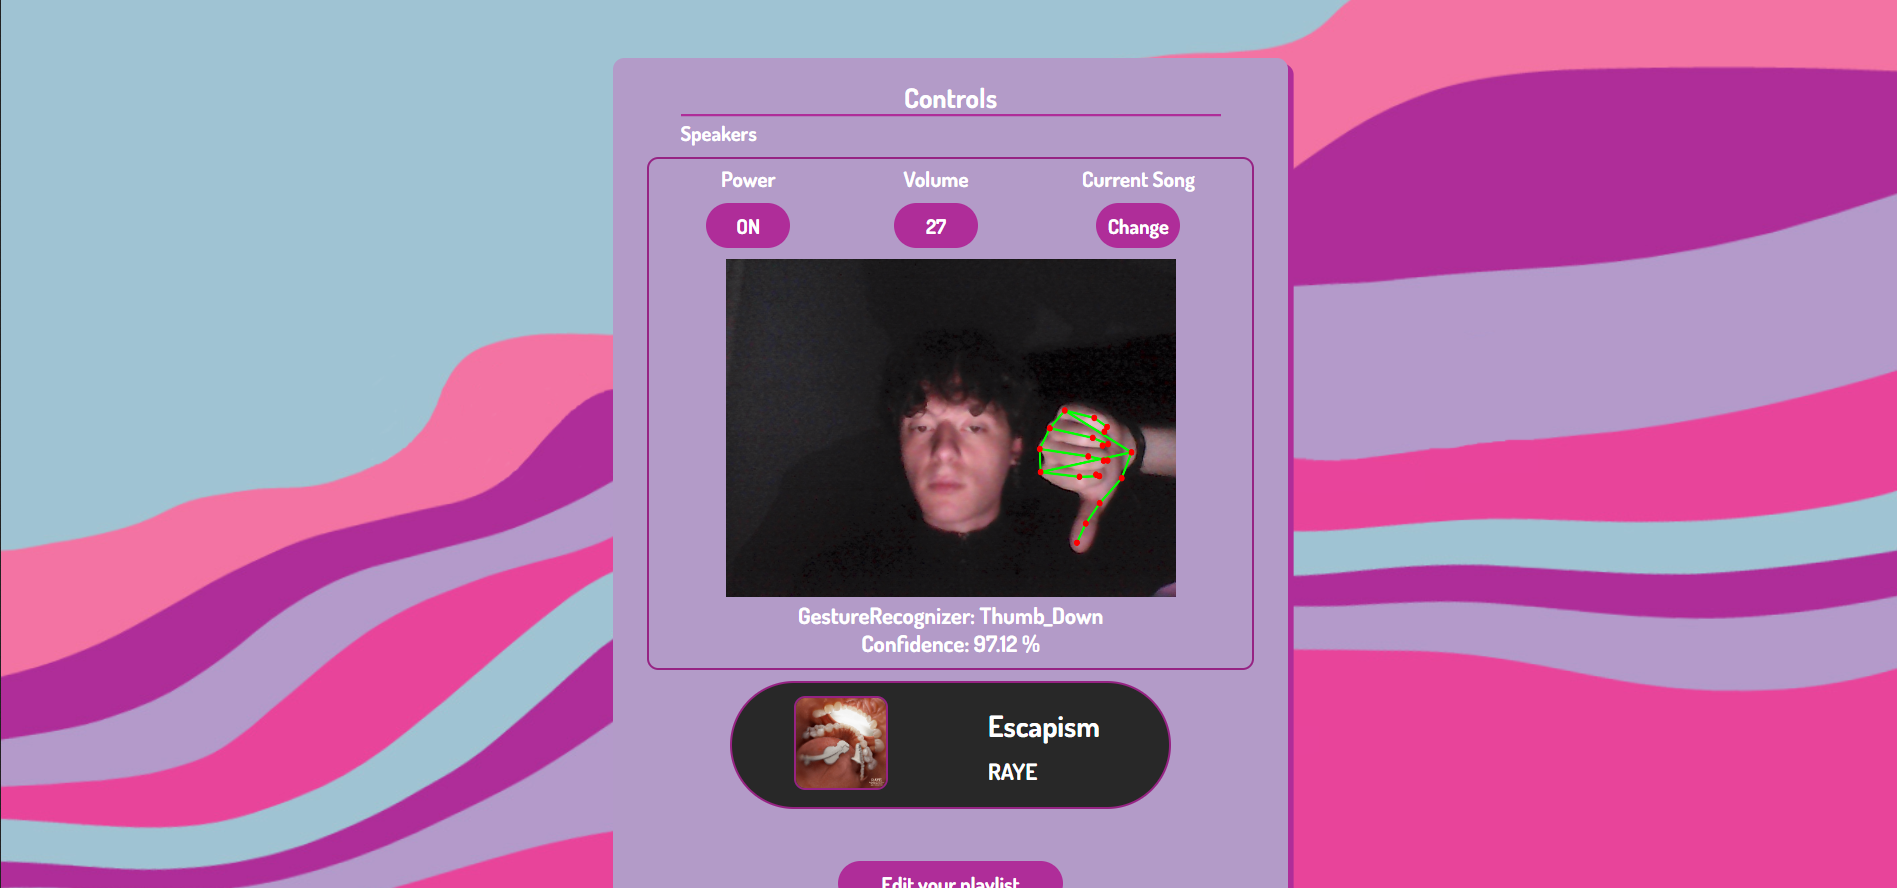 Controls
Speakers
Power Volume Current Song
ON 27 Change
GestureRecognizer: Thumb_Down
Confidence: 97.12 %
Escapism
RAYE
Edit your playlist